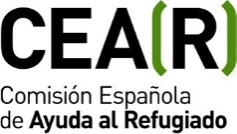 CEA(R)
Comisión Española
de Ayuda al Refugiado